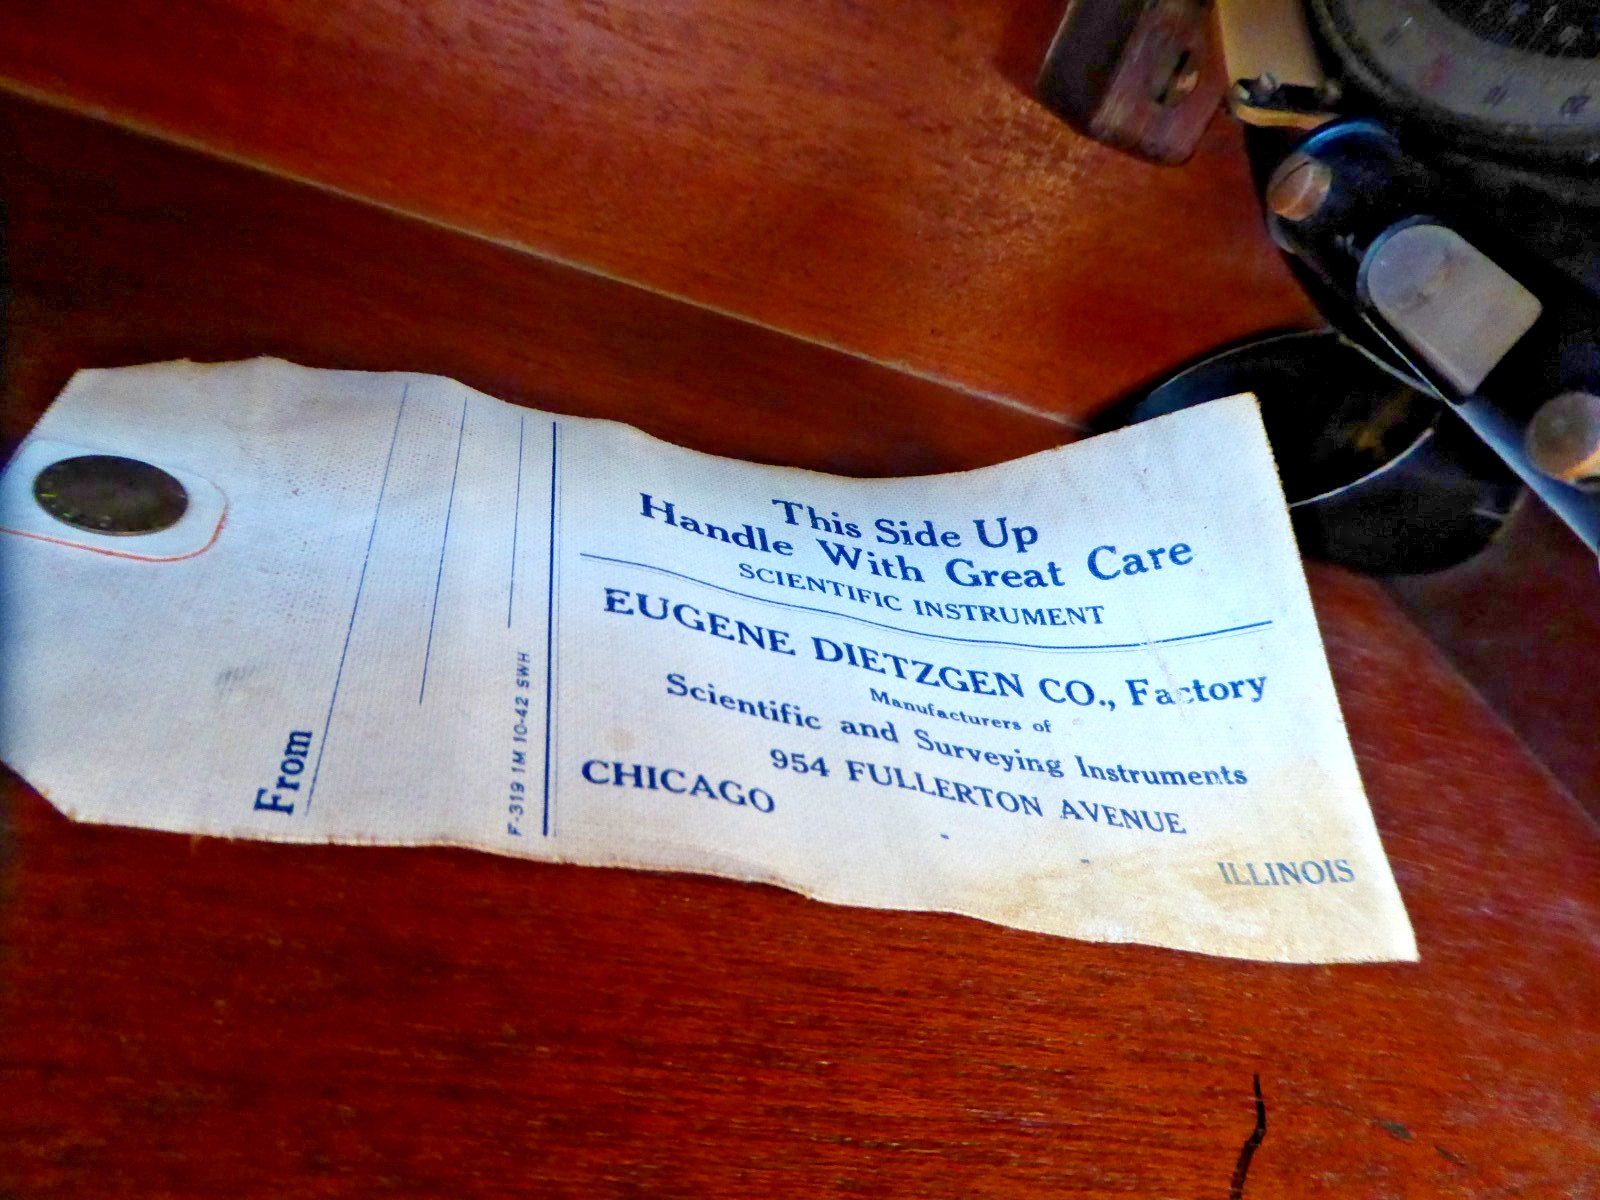 This Side Up
Handle With Great Care
SCIENTIFIC INSTRUMENT
EUGENE DIETZGEN CO., Factory
Manufacturers of
Scientific and Surveying Instruments
954 FULLERTON AVENUE
CHICAGO
ILLINOIS
F-319 1M 10-42 SWH
From